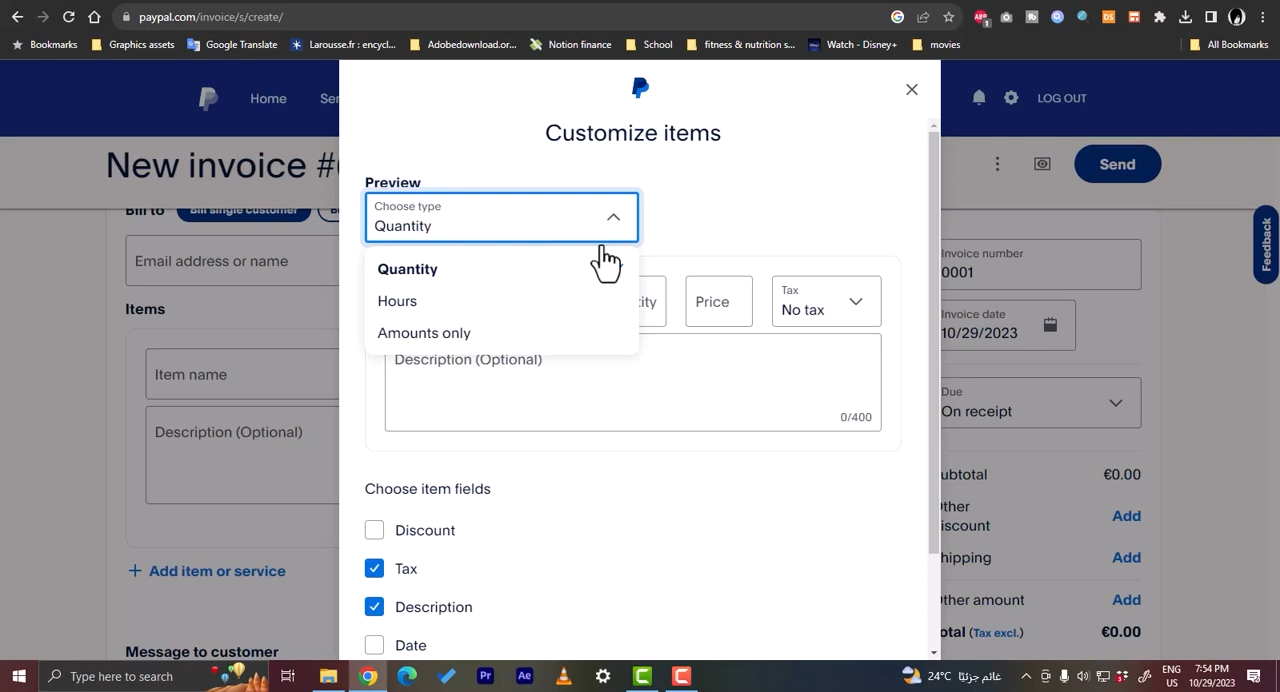 paypal.com/invoice/s/create/
Bookmarks
Graphics assets
Google Translate
Larousse.fr : encycl...
Adobedownload.or...
Notion finance
School
fitness & nutrition s...
Watch - Disney+
movies
All Bookmarks
Home
LOG OUT
Customize items
New invoice #
Send
Preview
Choose type
Quantity
Bill to
Bill single customer
Email address or name
Quantity
Hours
Amounts only
Price
Tax
No tax
Description (Optional)
0/400
Invoice number
0001
Invoice date
10/29/2023
Items
Item name
Description (Optional)
Due
On receipt
Choose item fields
Discount
Tax
Description
Date
Add item or service
Message to customer
ubtotal €0.00
ther
iscount Add
hipping Add
ther amount Add
otal (Tax excl.) €0.00
Feedback
Type here to search
24°C غائم جزئيًا
ENG
US
7:54 PM
10/29/2023